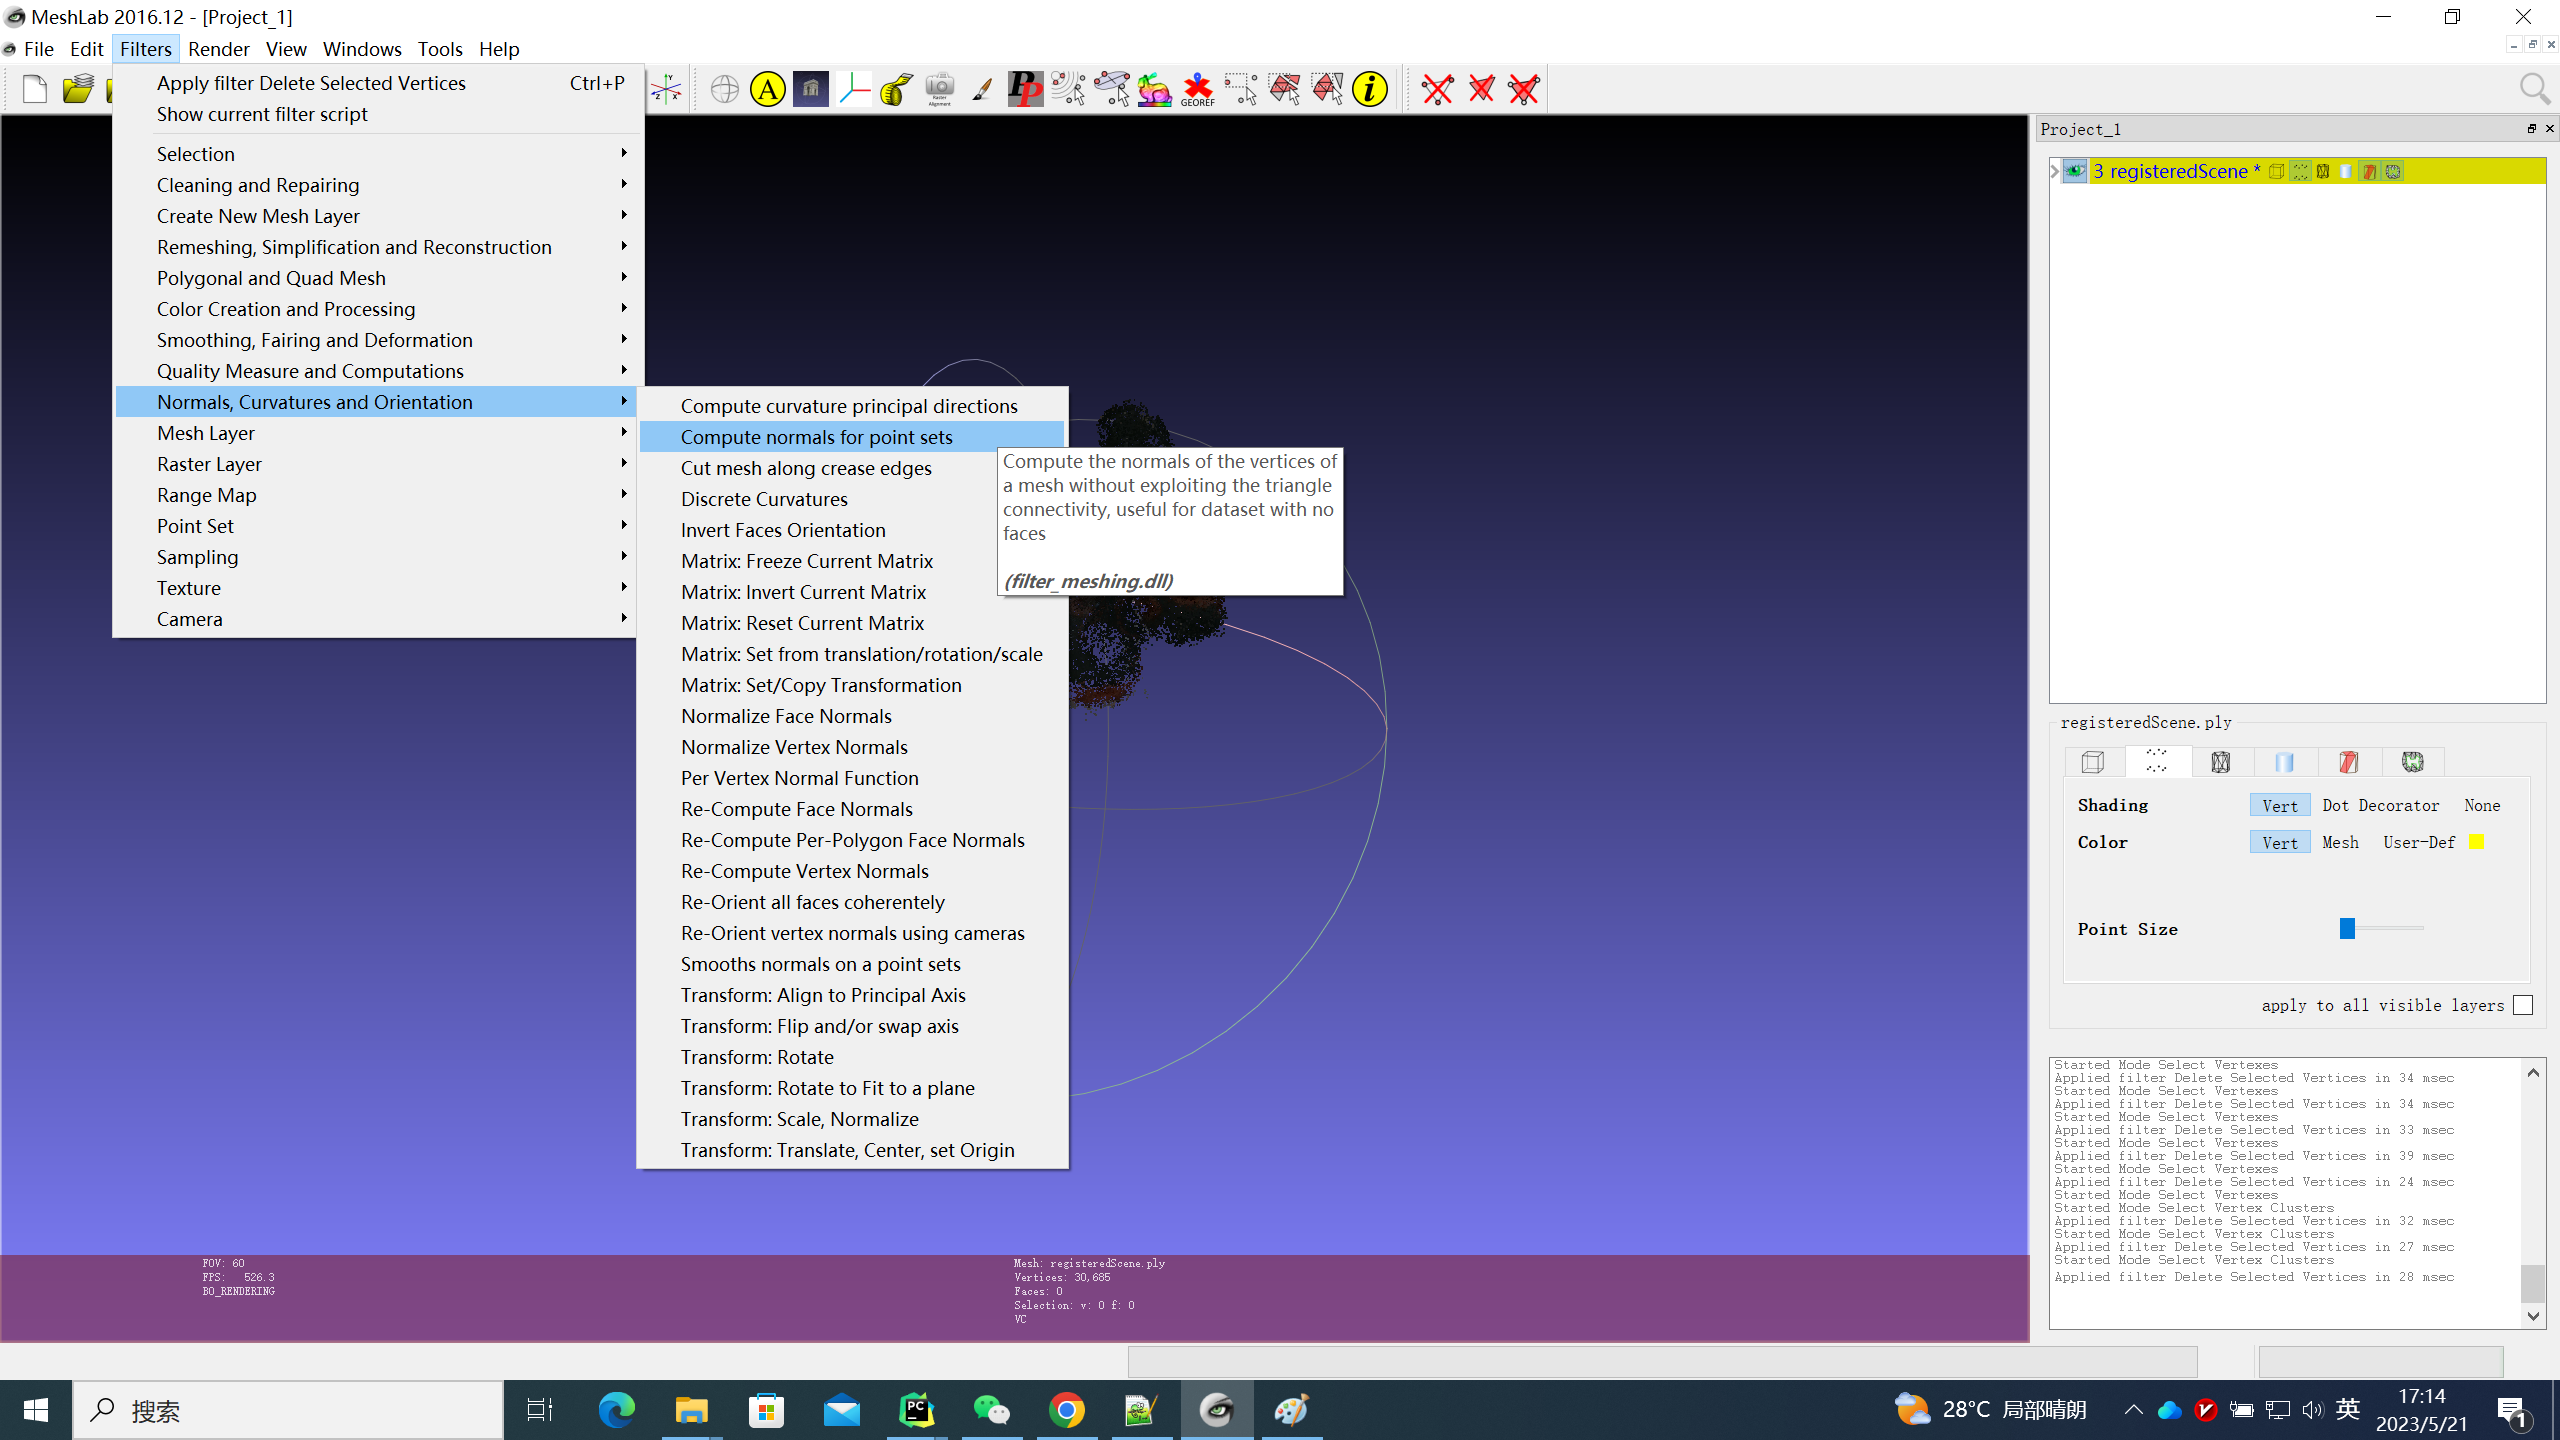 MeshLab 2016.12 - [Project_1]
File Edit Filters Render View Windows Tools Help
Apply filter Delete Selected Vertices Ctrl+P
Show current filter script
Selection
Cleaning and Repairing
Create New Mesh Layer
Remeshing, Simplification and Reconstruction
Polygonal and Quad Mesh
Color Creation and Processing
Smoothing, Fairing and Deformation
Quality Measure and Computations
Normals, Curvatures and Orientation
Mesh Layer
Raster Layer
Range Map
Point Set
Sampling
Texture
Camera
Compute curvature principal directions
Compute normals for point sets
Cut mesh along crease edges
Discrete Curvatures
Invert Faces Orientation
Matrix: Freeze Current Matrix
Matrix: Invert Current Matrix
Matrix: Reset Current Matrix
Matrix: Set from translation/rotation/scale
Matrix: Set/Copy Transformation
Normalize Face Normals
Normalize Vertex Normals
Per Vertex Normal Function
Re-Compute Face Normals
Re-Compute Per-Polygon Face Normals
Re-Compute Vertex Normals
Re-Orient all faces coherentely
Re-Orient vertex normals using cameras
Smooths normals on a point sets
Transform: Align to Principal Axis
Transform: Flip and/or swap axis
Transform: Rotate
Transform: Rotate to Fit to a plane
Transform: Scale, Normalize
Transform: Translate, Center, set Origin
Compute the normals of the vertices of
a mesh without exploiting the triangle
connectivity, useful for dataset with no
faces
(filter_meshing.dll)
A
Raster
Alignment
PP
GEOREF
i
Project_1
3 registeredScene *
registeredScene.ply
Shading Vert Dot Decorator None
Color Vert Mesh User-Def
Point Size
apply to all visible layers
Started Mode Select Vertexes
Applied filter Delete Selected Vertices in 34 msec
Started Mode Select Vertexes
Applied filter Delete Selected Vertices in 34 msec
Started Mode Select Vertexes
Applied filter Delete Selected Vertices in 33 msec
Started Mode Select Vertexes
Applied filter Delete Selected Vertices in 39 msec
Started Mode Select Vertexes
Applied filter Delete Selected Vertices in 24 msec
Started Mode Select Vertexes
Started Mode Select Vertex Clusters
Applied filter Delete Selected Vertices in 32 msec
Started Mode Select Vertex Clusters
Applied filter Delete Selected Vertices in 27 msec
Started Mode Select Vertex Clusters
Applied filter Delete Selected Vertices in 28 msec
FOV: 60
FPS: 526.3
BO_RENDERING
Mesh: registeredScene.ply
Vertices: 30,685
Faces: 0
Selection: v: 0 f: 0
VC
搜索
PC
28°C 局部晴朗
英
17:14
2023/5/21
1